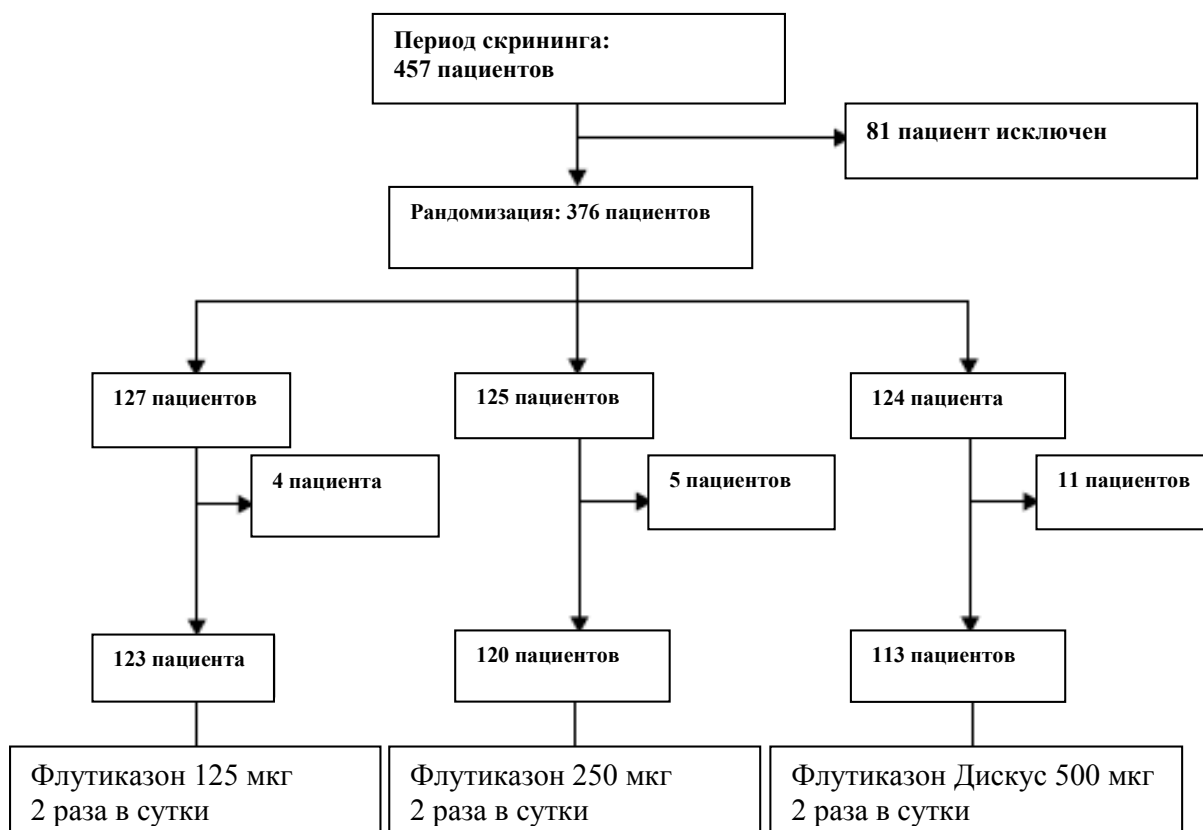 Период скрининга:
457 пациентов
81 пациент исключен
Рандомизация: 376 пациентов
127 пациентов
125 пациентов
124 пациента
4 пациента
5 пациентов
11 пациентов
123 пациента
120 пациентов
113 пациентов
Флутиказон 125 мкг
2 раза в сутки
Флутиказон 250 мкг
2 раза в сутки
Флутиказон Дискус 500 мкг
2 раза в сутки